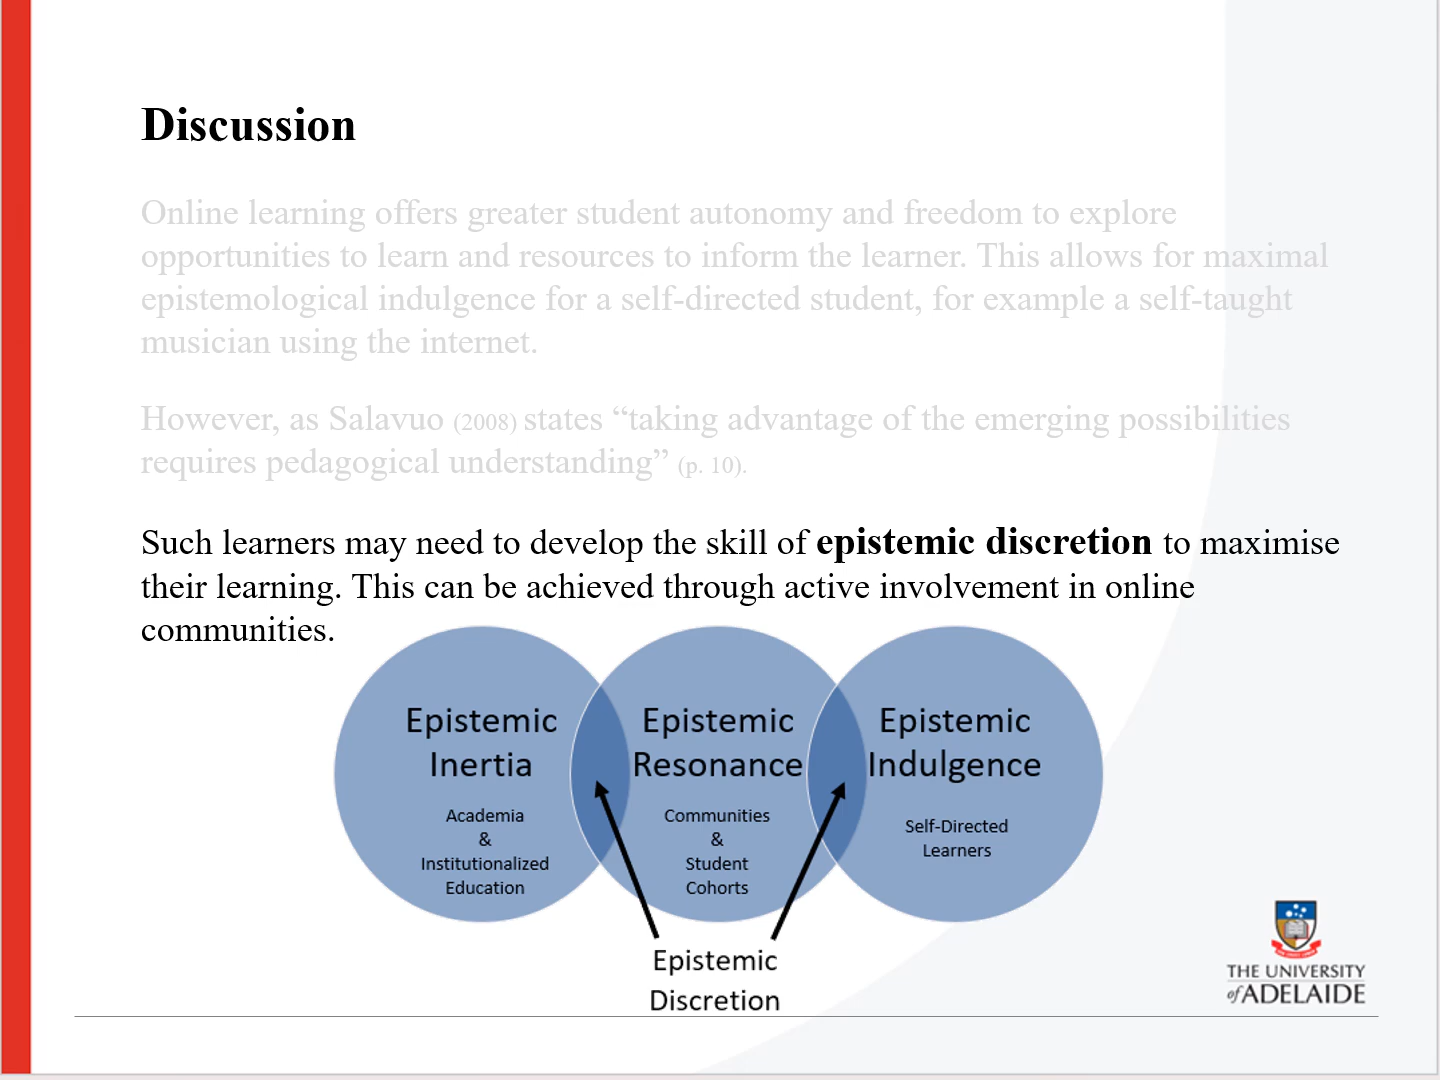 Discussion
Online learning offers greater student autonomy and freedom to explore
opportunities to learn and resources to inform the learner. This allows for maximal
epistemological indulgence for a self-directed student, for example a self-taught
musician using the internet.
However, as Salavuo (2008) states “taking advantage of the emerging possibilities
requires pedagogical understanding” (p. 10).
Such learners may need to develop the skill of epistemic discretion to maximise
their learning. This can be achieved through active involvement in online
communities.
Epistemic
Inertia
Academia
&
Institutionalized
Education
Epistemic
Resonance
Communities
&
Student
Cohorts
Epistemic
Indulgence
Self-Directed
Learners
Epistemic
Discretion
THE UNIVERSITY
of ADELAIDE